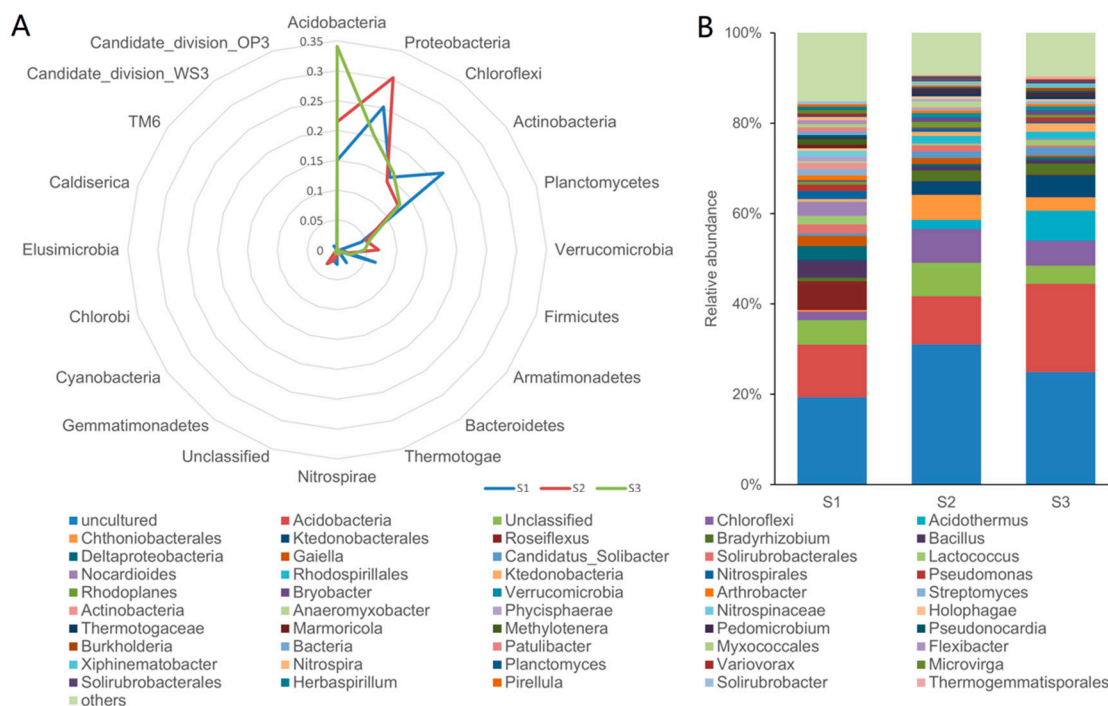 A
B
Acidobacteria
Candidate_division_OP3
Proteobacteria
Candidate_division_WS3
Chloroflexi
TM6
Actinobacteria
Caldiserica
Planctomycetes
Elusimicrobia
Verrucomicrobia
Chlorobi
Firmicutes
Cyanobacteria
Armatimonadetes
Gemmatimonadetes
Bacteroidetes
Unclassified
Thermotogae
Nitrospirae
0.35
0.3
0.25
0.2
0.15
0.1
0.05
0
S1 S2 S3
Relative abundance
100%
80%
60%
40%
20%
0%
S1 S2 S3
uncultured Acidobacteria Unclassified Chloroflexi Acidothermus
Chthoniobacterales Ktedonobacterales Roseiflexus Bradyrhizobium Bacillus
Deltaproteobacteria Gaiella Candidatus_Solibacter Solirubrobacterales Lactococcus
Nocardioides Rhodospirillales Ktedonobacteria Nitrospirales Pseudomonas
Rhodoplanes Bryobacter Verrucomicrobia Arthrobacter Streptomyces
Actinobacteria Anaeromyxobacter Phycisphaerae Nitrospinaceae Holophagae
Thermotogaceae Marmoricola Methylotenera Pedomicrobium Pseudonocardia
Burkholderia Bacteria Patulibacter Myxococcales Flexibacter
Xiphinematobacter Nitrospira Planctomyces Variovorax Microvirga
Solirubrobacterales Herbaspirillum Pirellula Solirubrobacter Thermogemmatisporales
others